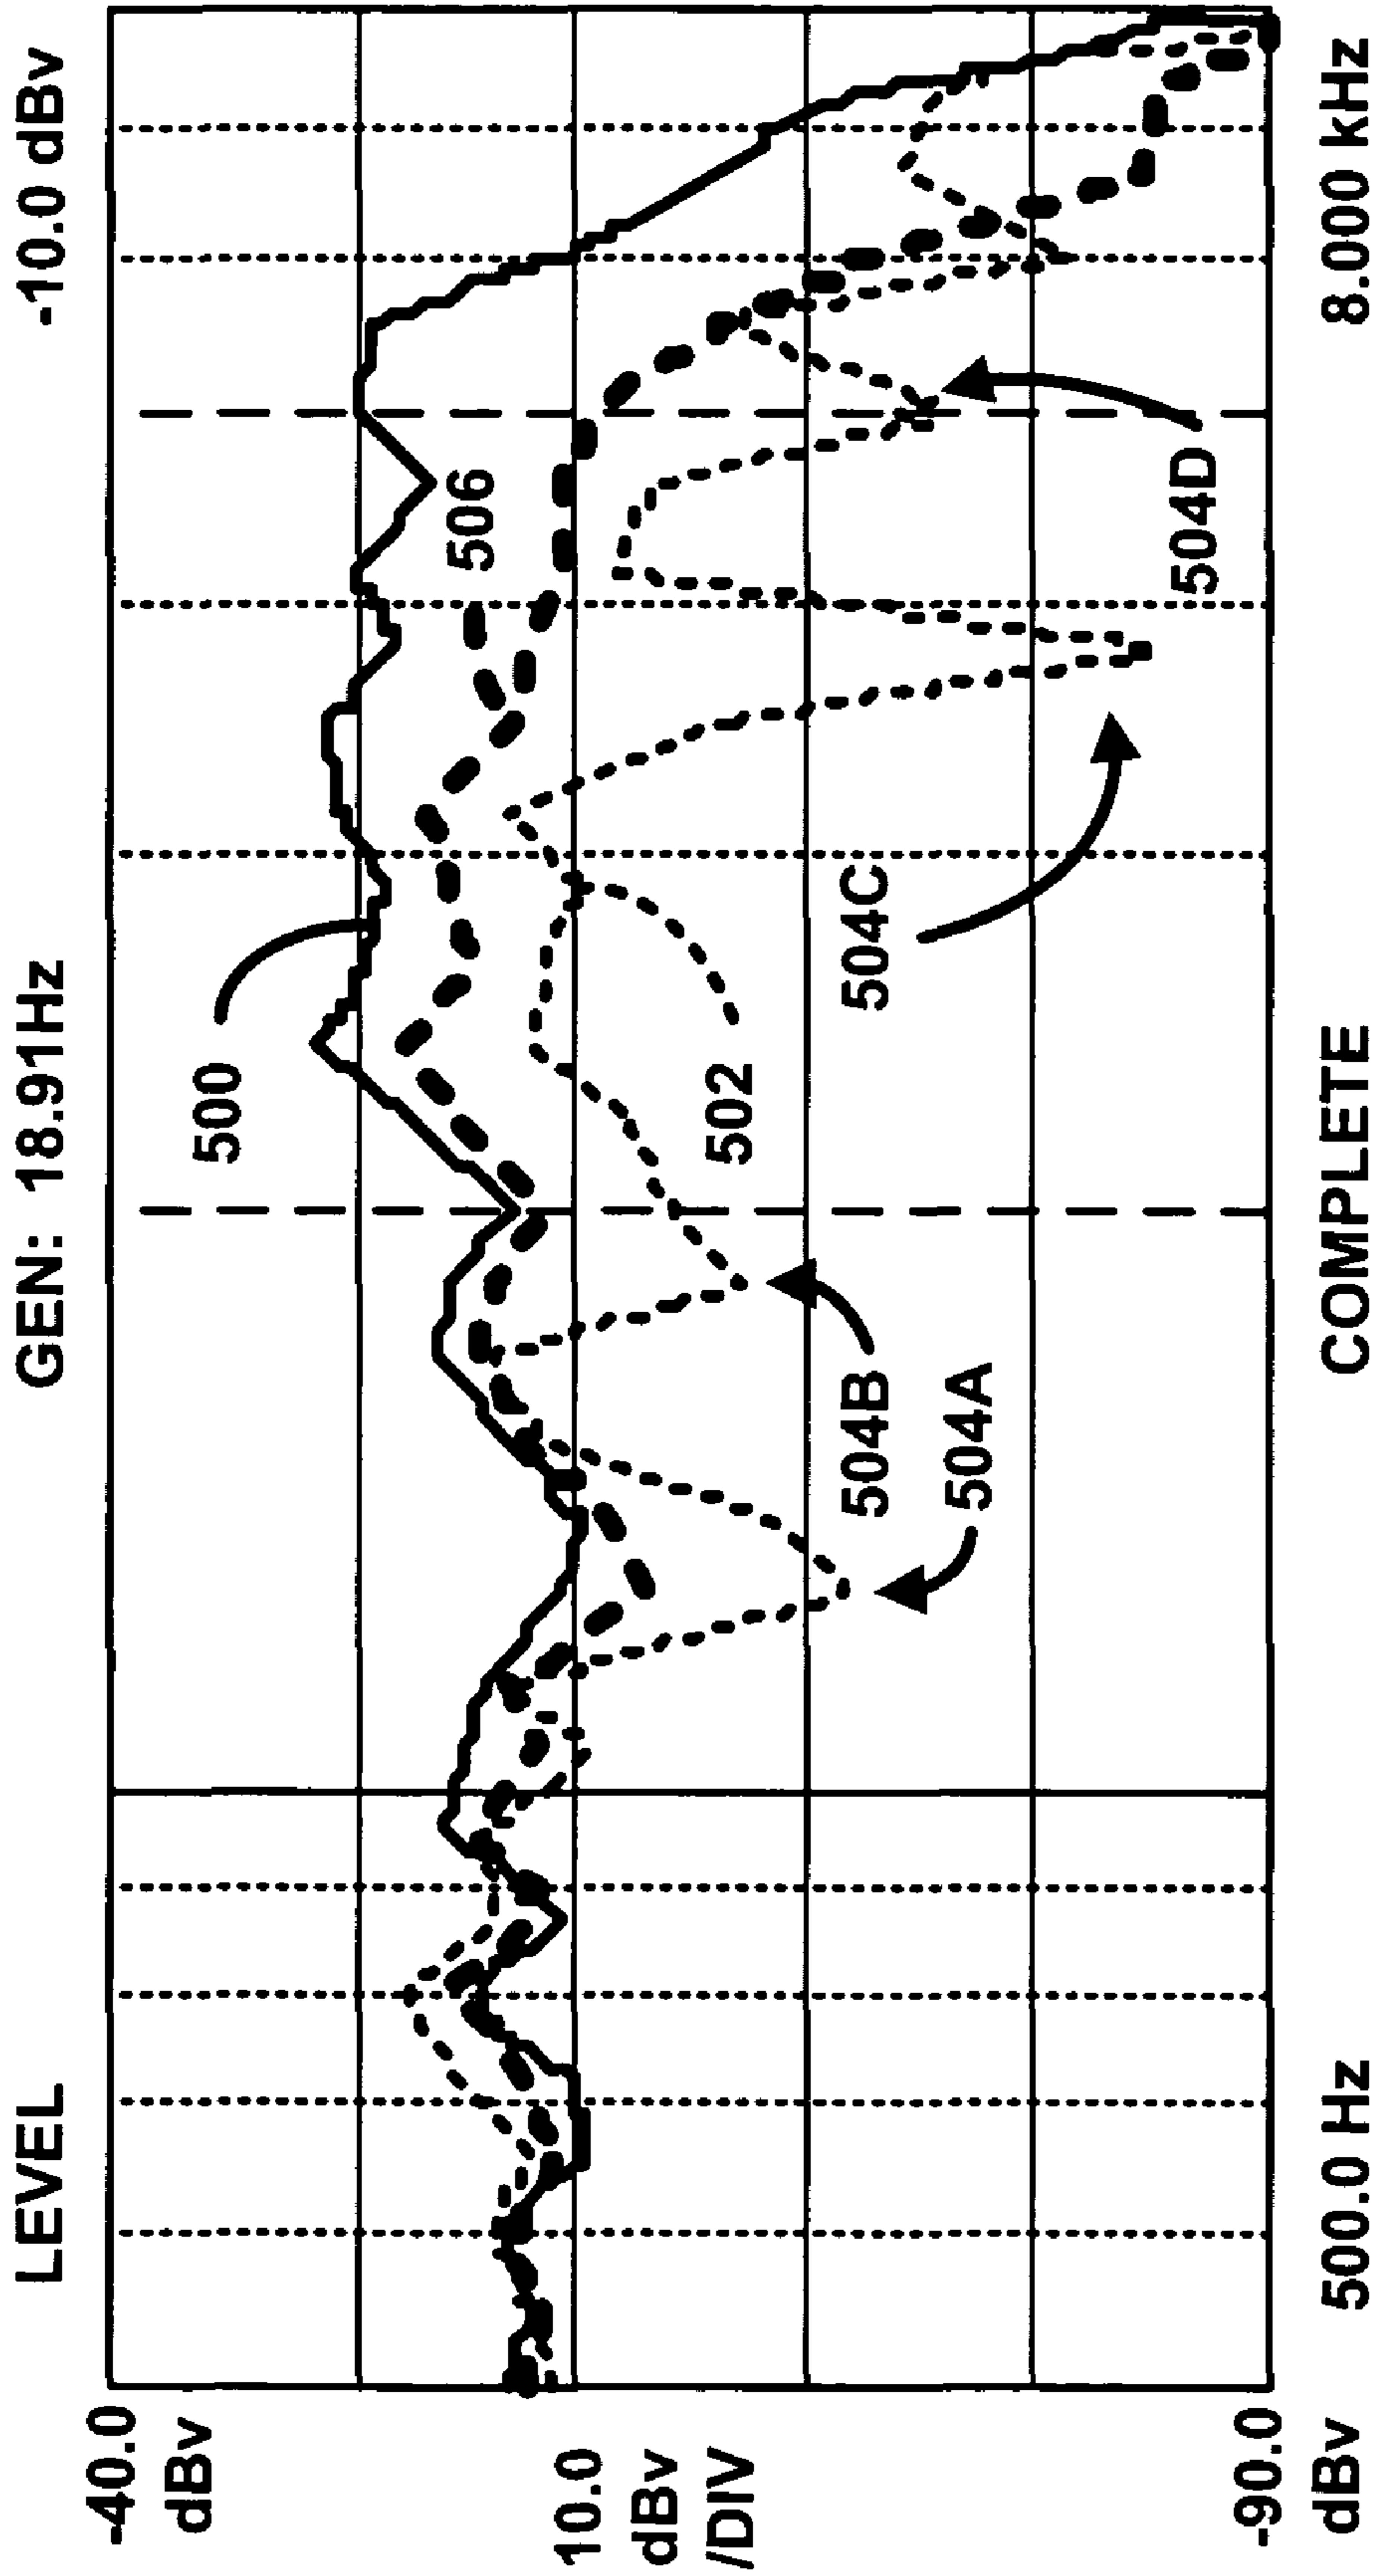 LEVEL GEN: 18.91Hz -10.0 dBv
-40.0
dBv
10.0
dBv
/DIV
-90.0
dBv
500
506
502
504B
504A
504C
504D
500.0 Hz COMPLETE 8.000 kHz